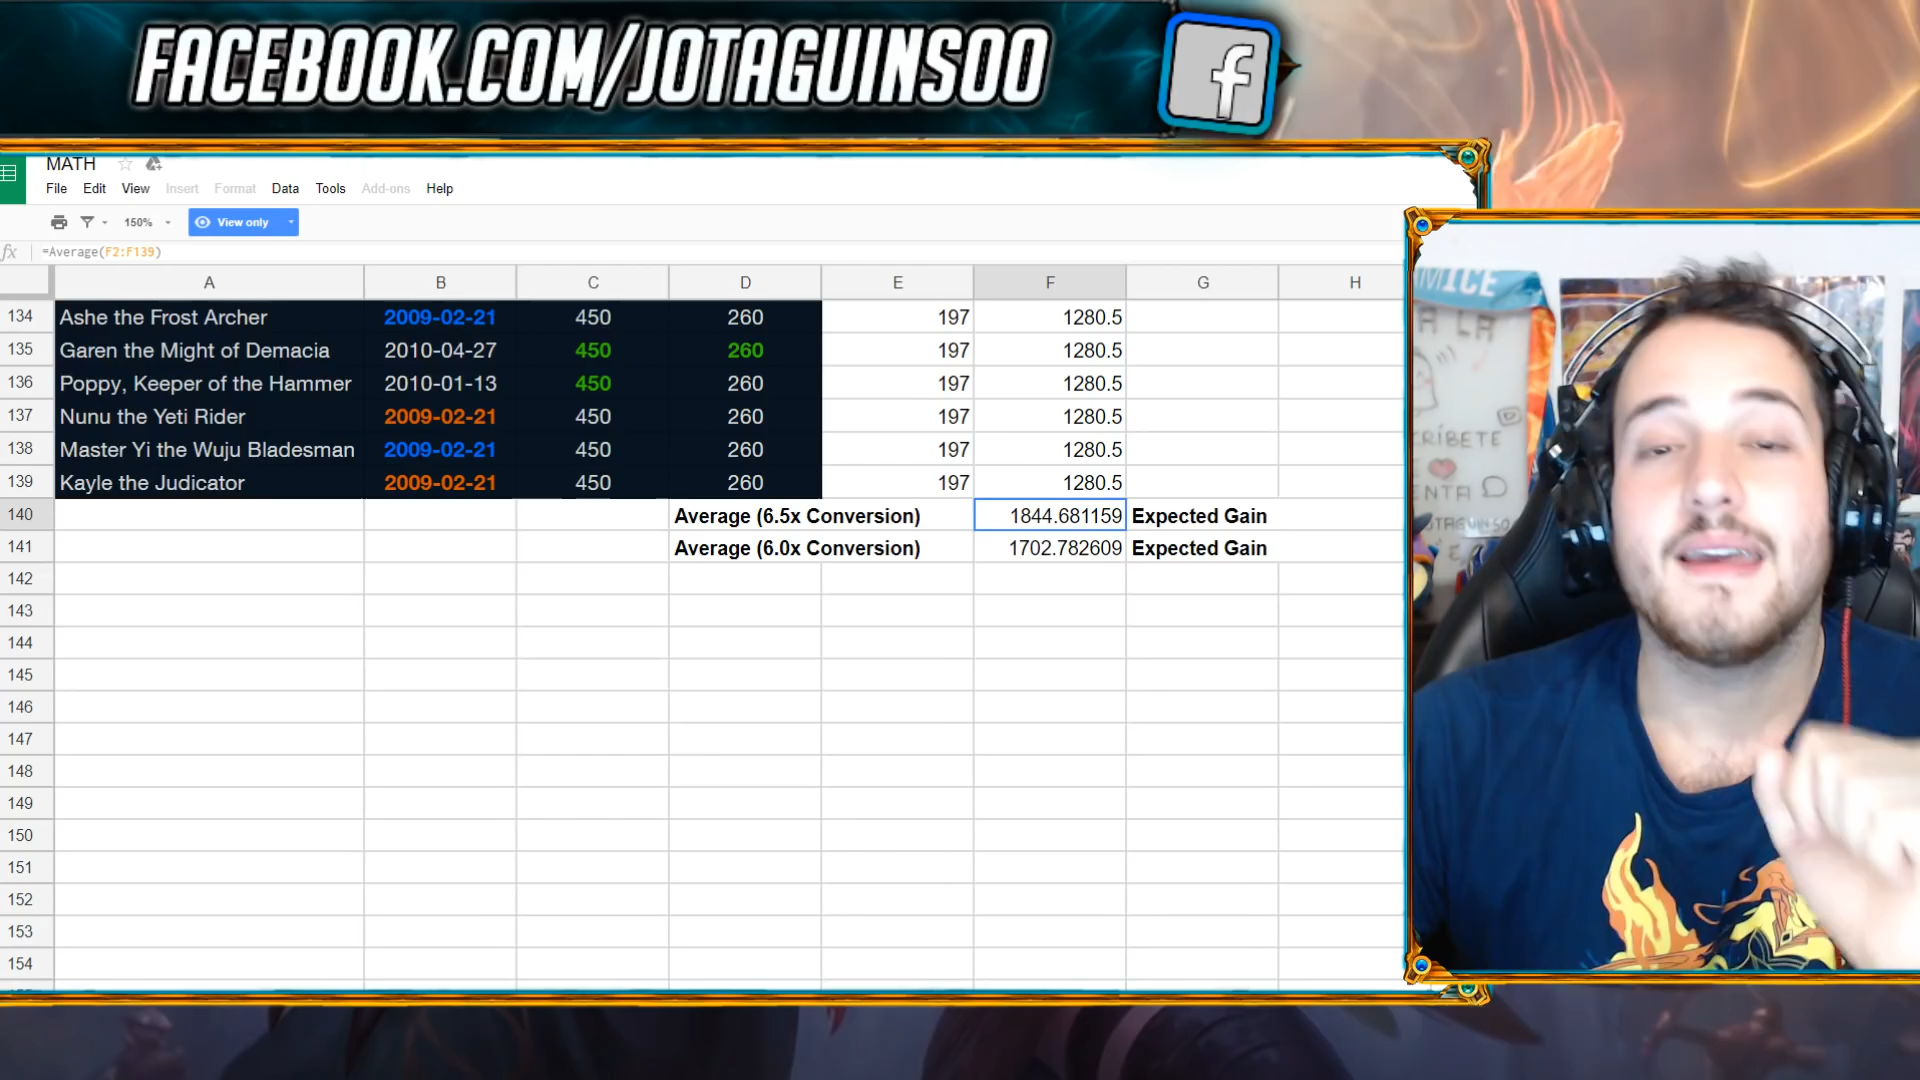 FACEBOOK.COM/JOTAGUINSOO
f
MATH
File Edit View Insert Format Data Tools Add-ons Help
150% View only
fx =Average(F2:F139)
A B C D E F G H
134 Ashe the Frost Archer 2009-02-21 450 260 197 1280.5
135 Garen the Might of Demacia 2010-04-27 450 260 197 1280.5
136 Poppy, Keeper of the Hammer 2010-01-13 450 260 197 1280.5
137 Nunu the Yeti Rider 2009-02-21 450 260 197 1280.5
138 Master Yi the Wuju Bladesman 2009-02-21 450 260 197 1280.5
139 Kayle the Judicator 2009-02-21 450 260 197 1280.5
140 Average (6.5x Conversion) 1844.681159 Expected Gain
141 Average (6.0x Conversion) 1702.782609 Expected Gain
142
143
144
145
146
147
148
149
150
151
152
153
154
A LA